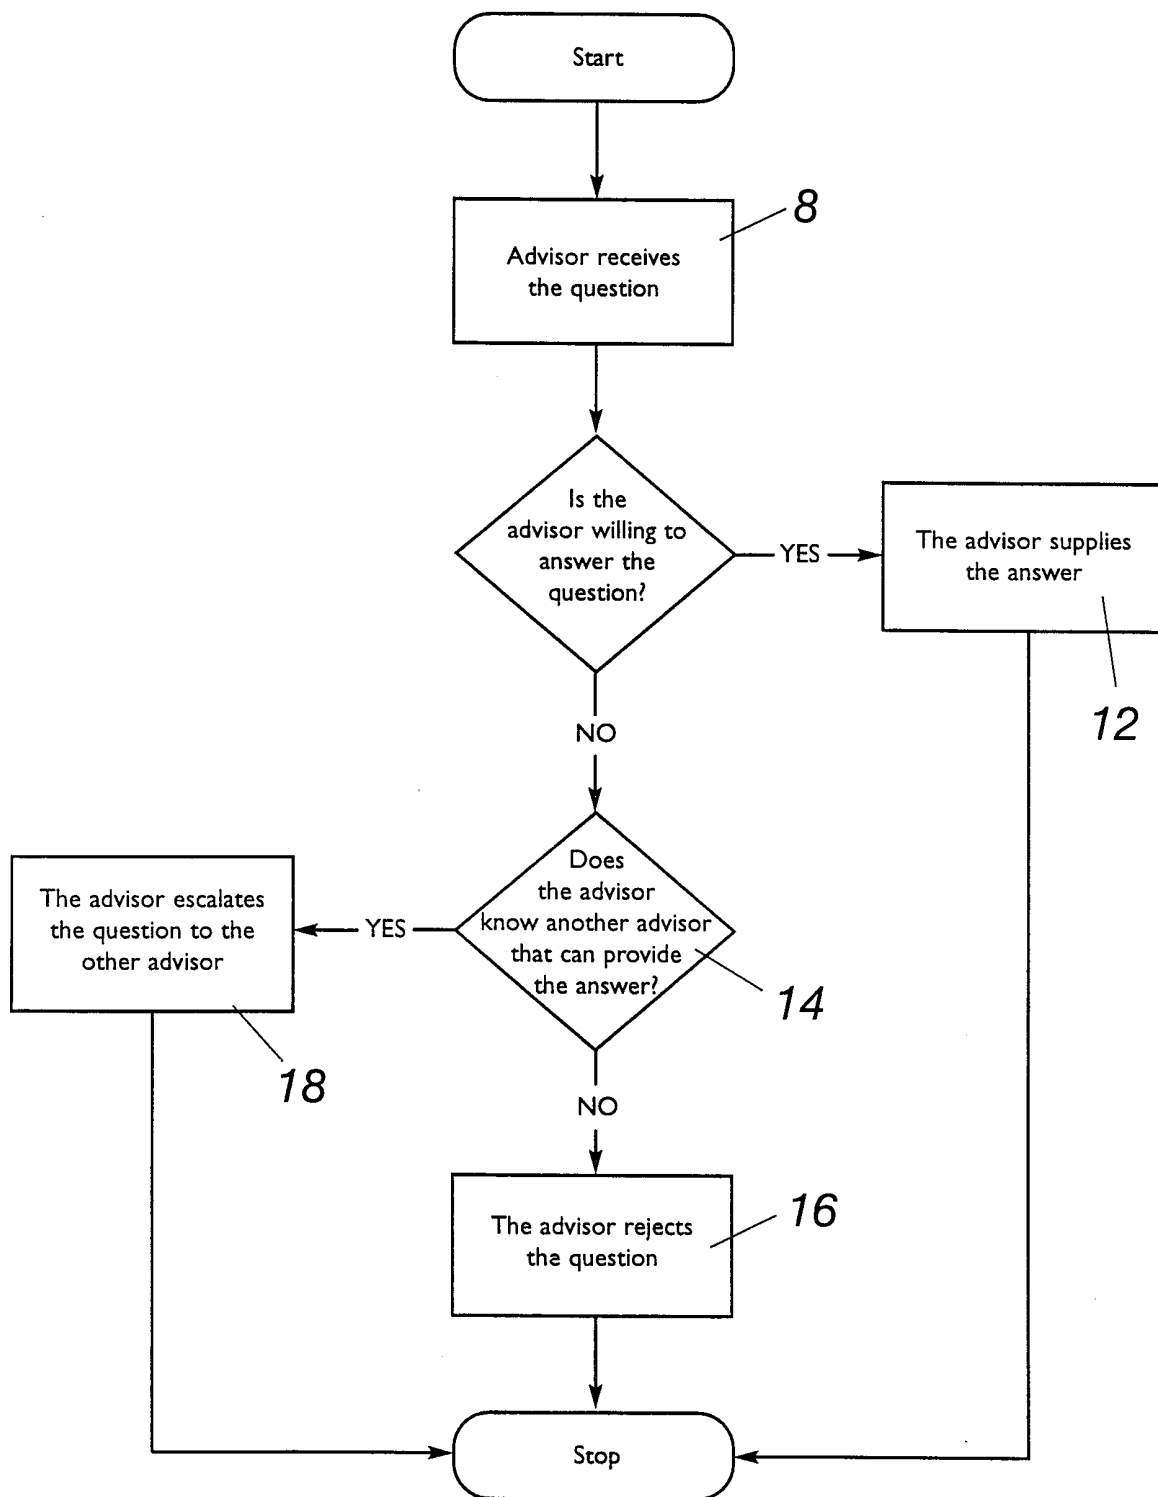 Start
8
Advisor receives
the question
Is the
advisor willing to
answer the
question?
YES
The advisor supplies
the answer
12
NO
Does
the advisor
know another advisor
that can provide
the answer?
14
YES
The advisor escalates
the question to the
other advisor
18
NO
The advisor rejects
the question
16
Stop